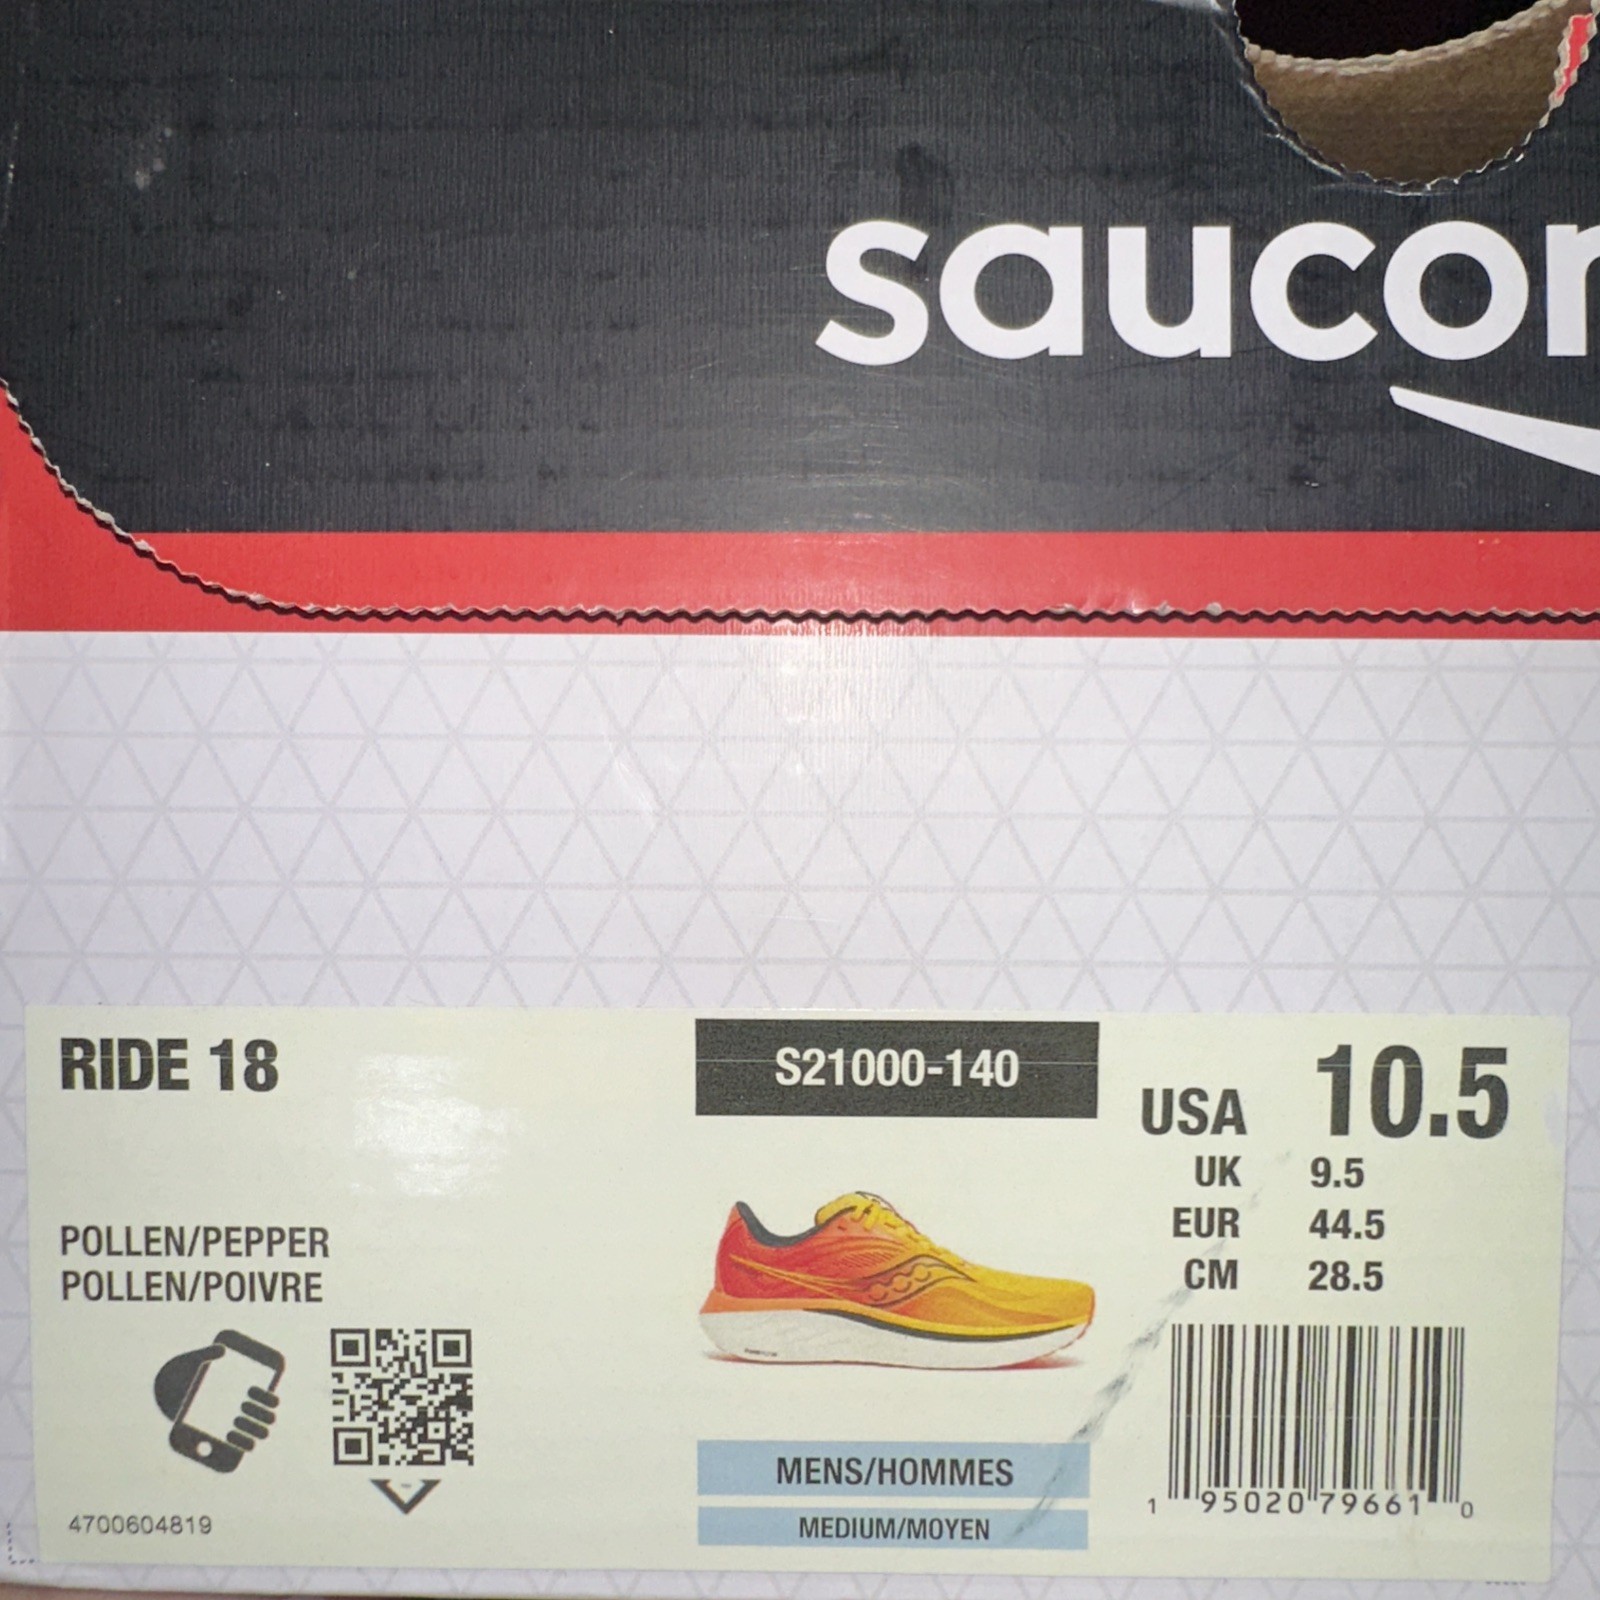 saucon
RIDE 18
S21000-140
USA 10.5
UK 9.5
EUR 44.5
CM 28.5
POLLEN/PEPPER
POLLEN/POIVRE
MENS/HOMMES
MEDIUM/MOYEN
4700604819
1 95020 79661 0